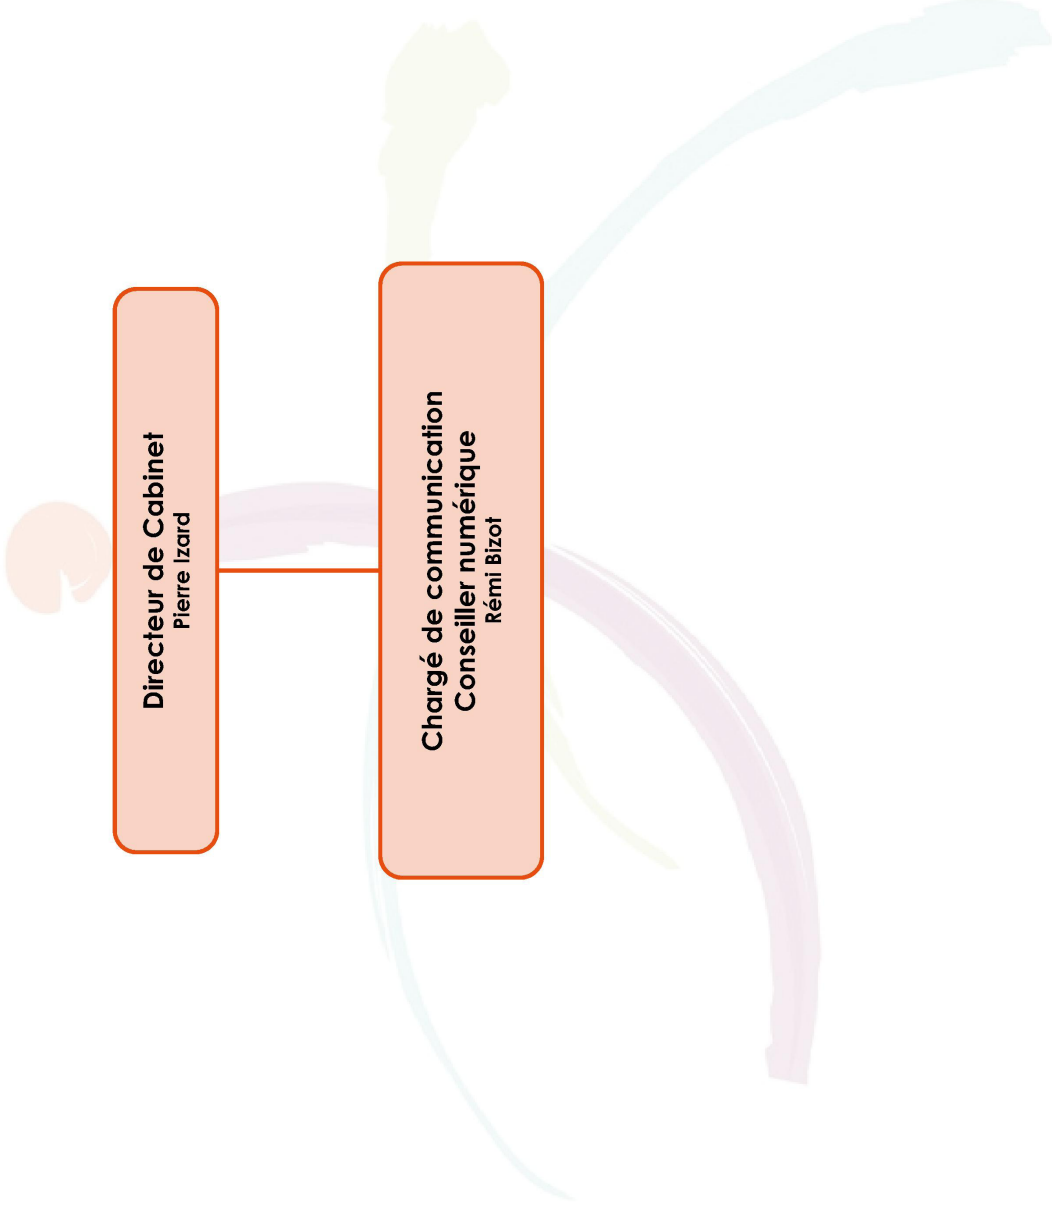 Directeur de Cabinet
Pierre Izard
Chargé de communication
Conseiller numérique
Rémi Bizot